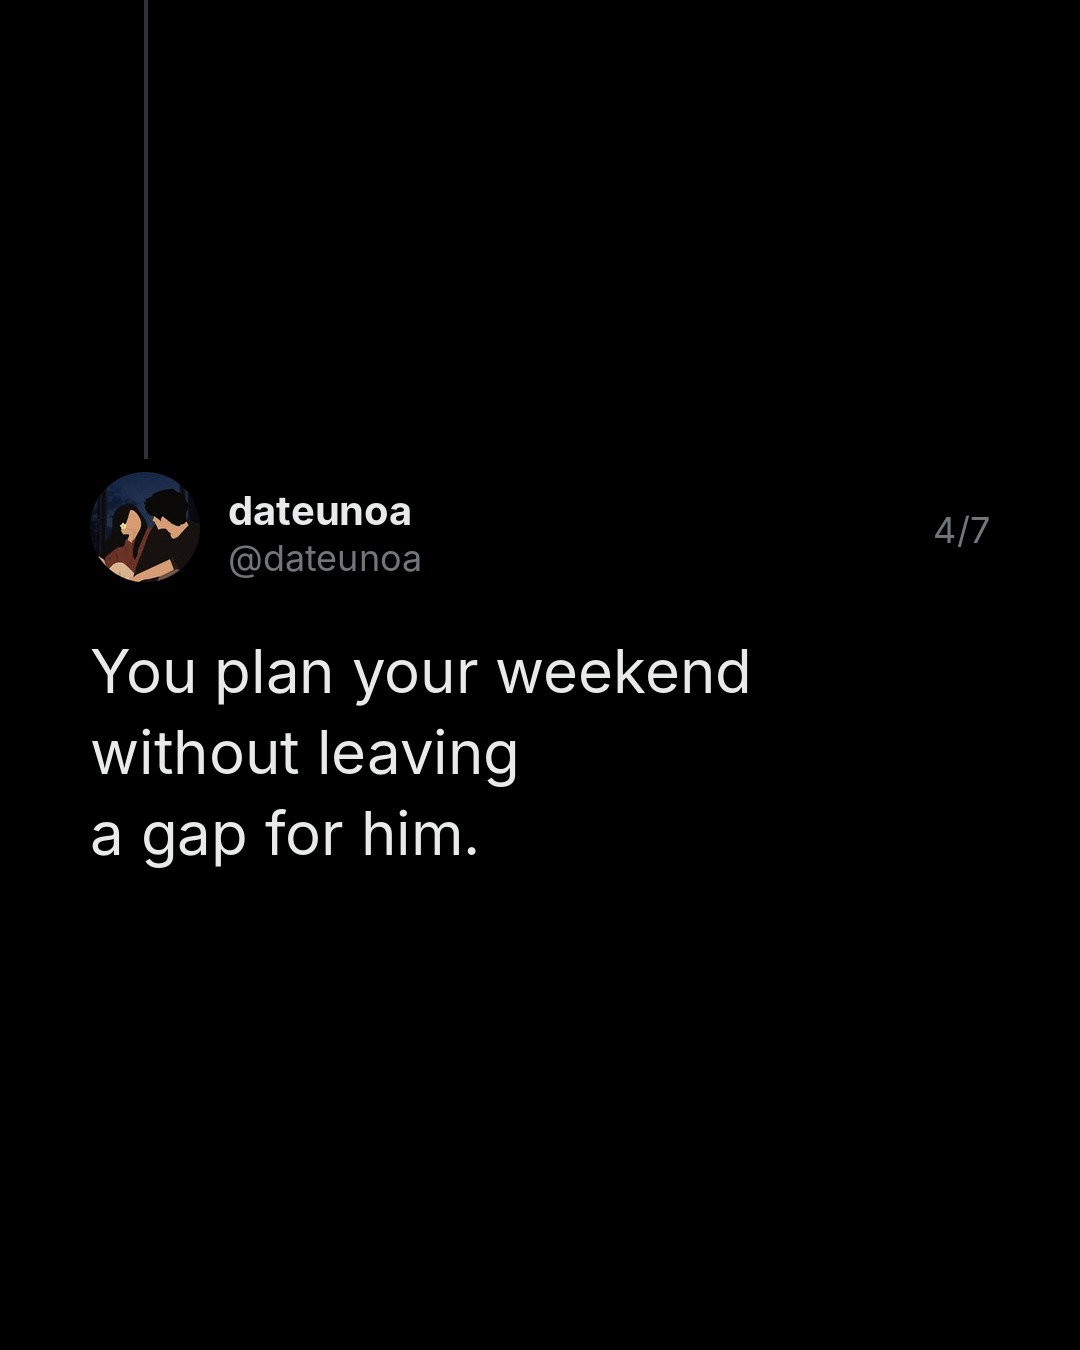 dateunoa
@dateunoa
4/7
You plan your weekend
without leaving
a gap for him.